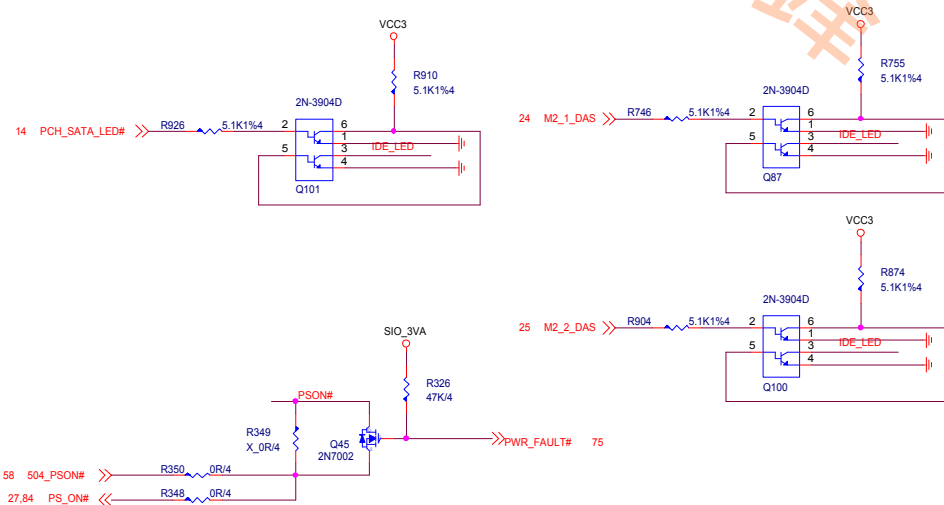 VCC3
R910
5.1K1%4
2N-3904D
14 PCH_SATA_LED# R926 5.1K1%4 2 6
1
5 IDE_LED 3
4
Q101
VCC3
R755
5.1K1%4
2N-3904D
24 M2_1_DAS R746 5.1K1%4 2 6
1
5 3 IDE_LED
4
Q87
VCC3
R874
5.1K1%4
2N-3904D
25 M2_2_DAS R904 5.1K1%4 2 6
1
5 3 IDE_LED
4
Q100
SIO_3VA
R326
47K/4
PSON#
R349
X_0R/4
Q45
2N7002
PWR_FAULT# 75
58 504_PSON# R350 0R/4
27,84 PS_ON# R348 0R/4